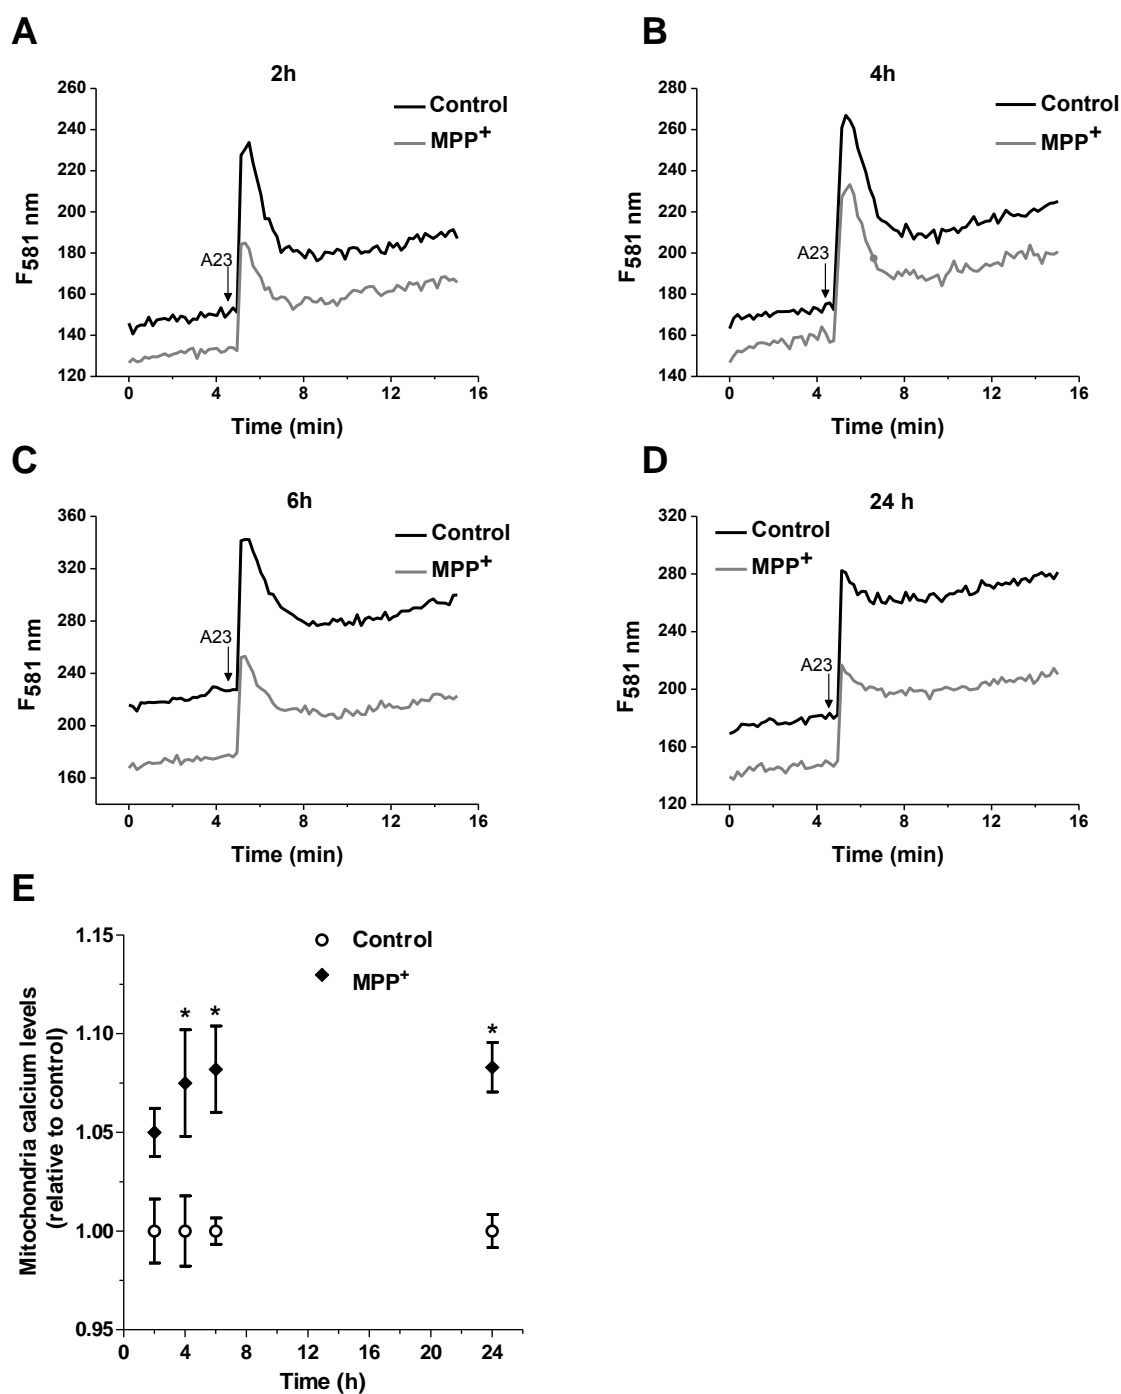 A
2h
260
240
220
200
180
160
140
120
F581 nm
Control
MPP+
A23
0 4 8 12 16
Time (min)
B
4h
280
260
240
220
200
180
160
140
F581 nm
Control
MPP+
A23
0 4 8 12 16
Time (min)
C
6h
360
320
280
240
200
160
F581 nm
Control
MPP+
A23
0 4 8 12 16
Time (min)
D
24 h
320
280
240
200
160
120
F581 nm
Control
MPP+
A23
0 4 8 12 16
Time (min)
E
1.15
1.10
1.05
1.00
0.95
Mitochondria calcium levels
(relative to control)
Control
MPP+
* * *
0 4 8 12 16 20 24
Time (h)